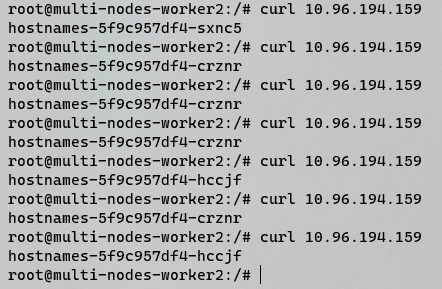 root@multi-nodes-worker2:/# curl 10.96.194.159
hostnames-5f9c957df4-sxnc5
root@multi-nodes-worker2:/# curl 10.96.194.159
hostnames-5f9c957df4-crznr
root@multi-nodes-worker2:/# curl 10.96.194.159
hostnames-5f9c957df4-crznr
root@multi-nodes-worker2:/# curl 10.96.194.159
hostnames-5f9c957df4-crznr
root@multi-nodes-worker2:/# curl 10.96.194.159
hostnames-5f9c957df4-hccjf
root@multi-nodes-worker2:/# curl 10.96.194.159
hostnames-5f9c957df4-crznr
root@multi-nodes-worker2:/# curl 10.96.194.159
hostnames-5f9c957df4-hccjf
root@multi-nodes-worker2:/#